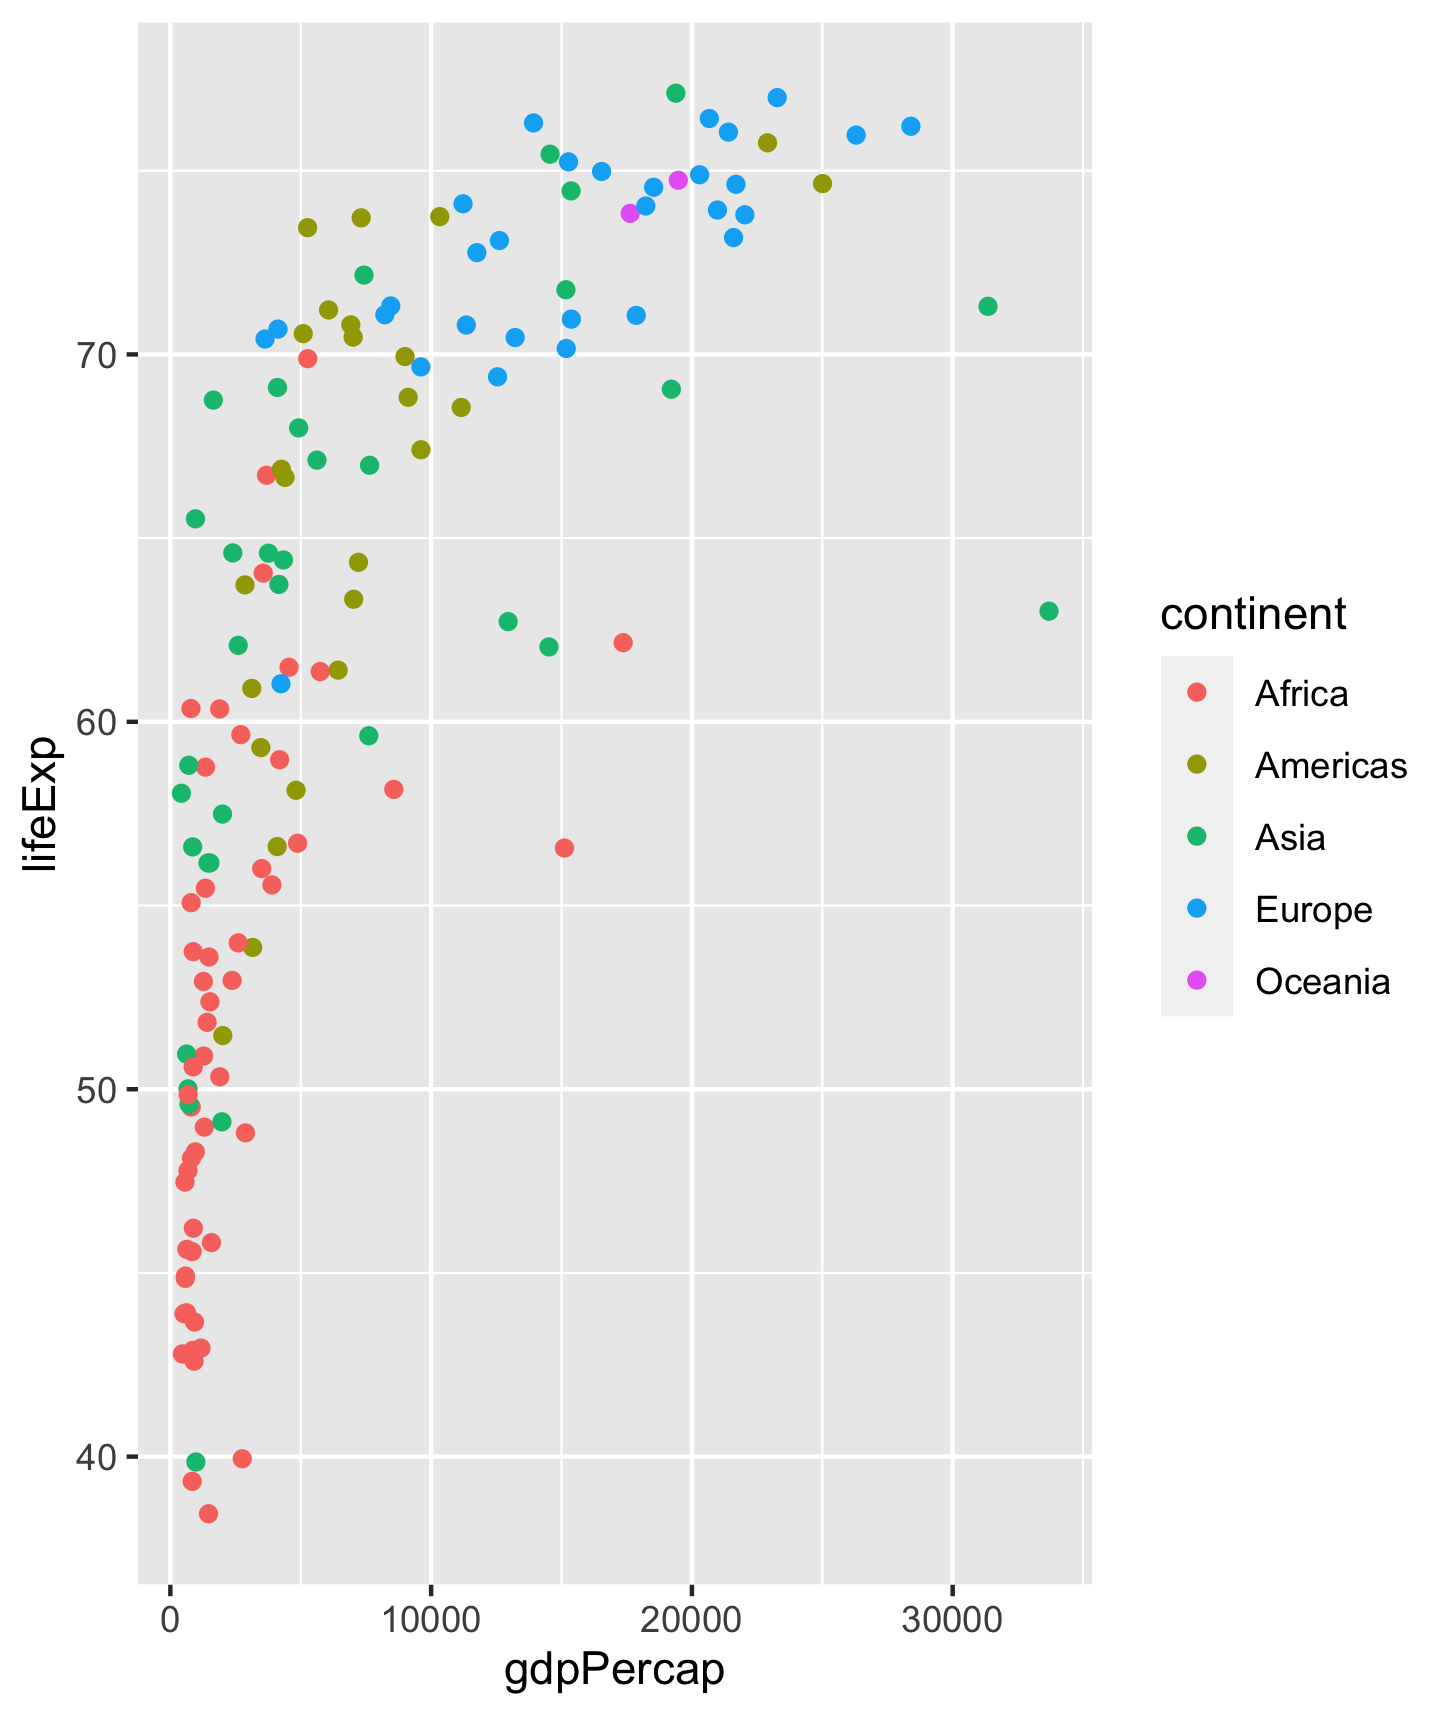 lifeExp
70
60
50
40
0 10000 20000 30000
gdpPercap
continent
Africa
Americas
Asia
Europe
Oceania